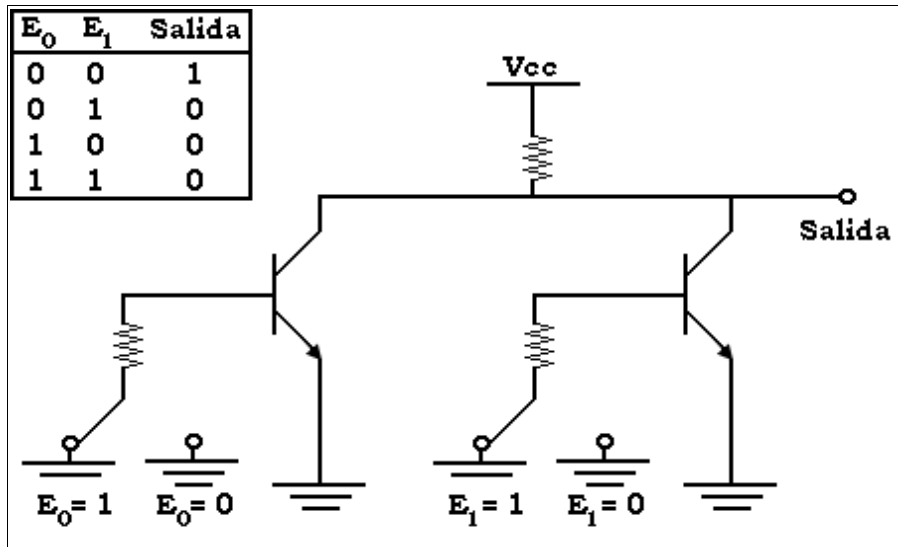 E₀ E₁ Salida
0 0 1
0 1 0
1 0 0
1 1 0
Vcc
Salida
E₀= 1 E₀= 0 E₁= 1 E₁= 0